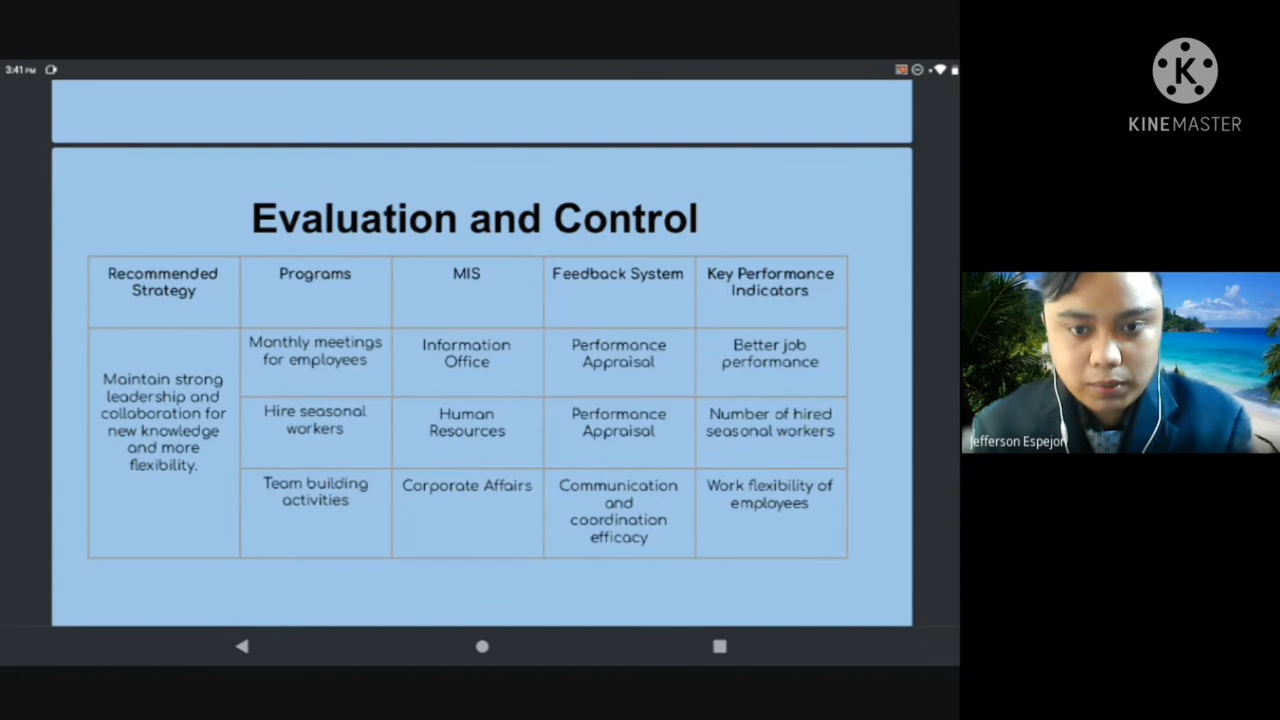 3:41 PM
KINEMASTER
Evaluation and Control
Recommended
Strategy
Programs
MIS
Feedback System
Key Performance
Indicators
Maintain strong
leadership and
collaboration for
new knowledge
and more
flexibility.
Monthly meetings
for employees
Information
Office
Performance
Appraisal
Better job
performance
Hire seasonal
workers
Human
Resources
Performance
Appraisal
Number of hired
seasonal workers
Team building
activities
Corporate Affairs
Communication
and
coordination
efficacy
Work flexibility of
employees
Jefferson Espejon